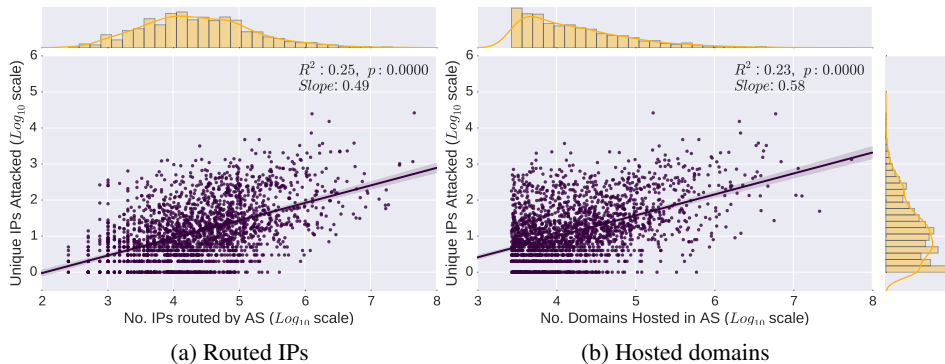 6
5
4
3
2
1
0
Unique IPs Attacked (Log10 scale)
R² : 0.25, p : 0.0000
Slope: 0.49
2 3 4 5 6 7 8
No. IPs routed by AS (Log10 scale)
(a) Routed IPs
6
5
4
3
2
1
0
Unique IPs Attacked (Log10 scale)
R² : 0.23, p : 0.0000
Slope: 0.58
3 4 5 6 7 8
No. Domains Hosted in AS (Log10 scale)
(b) Hosted domains